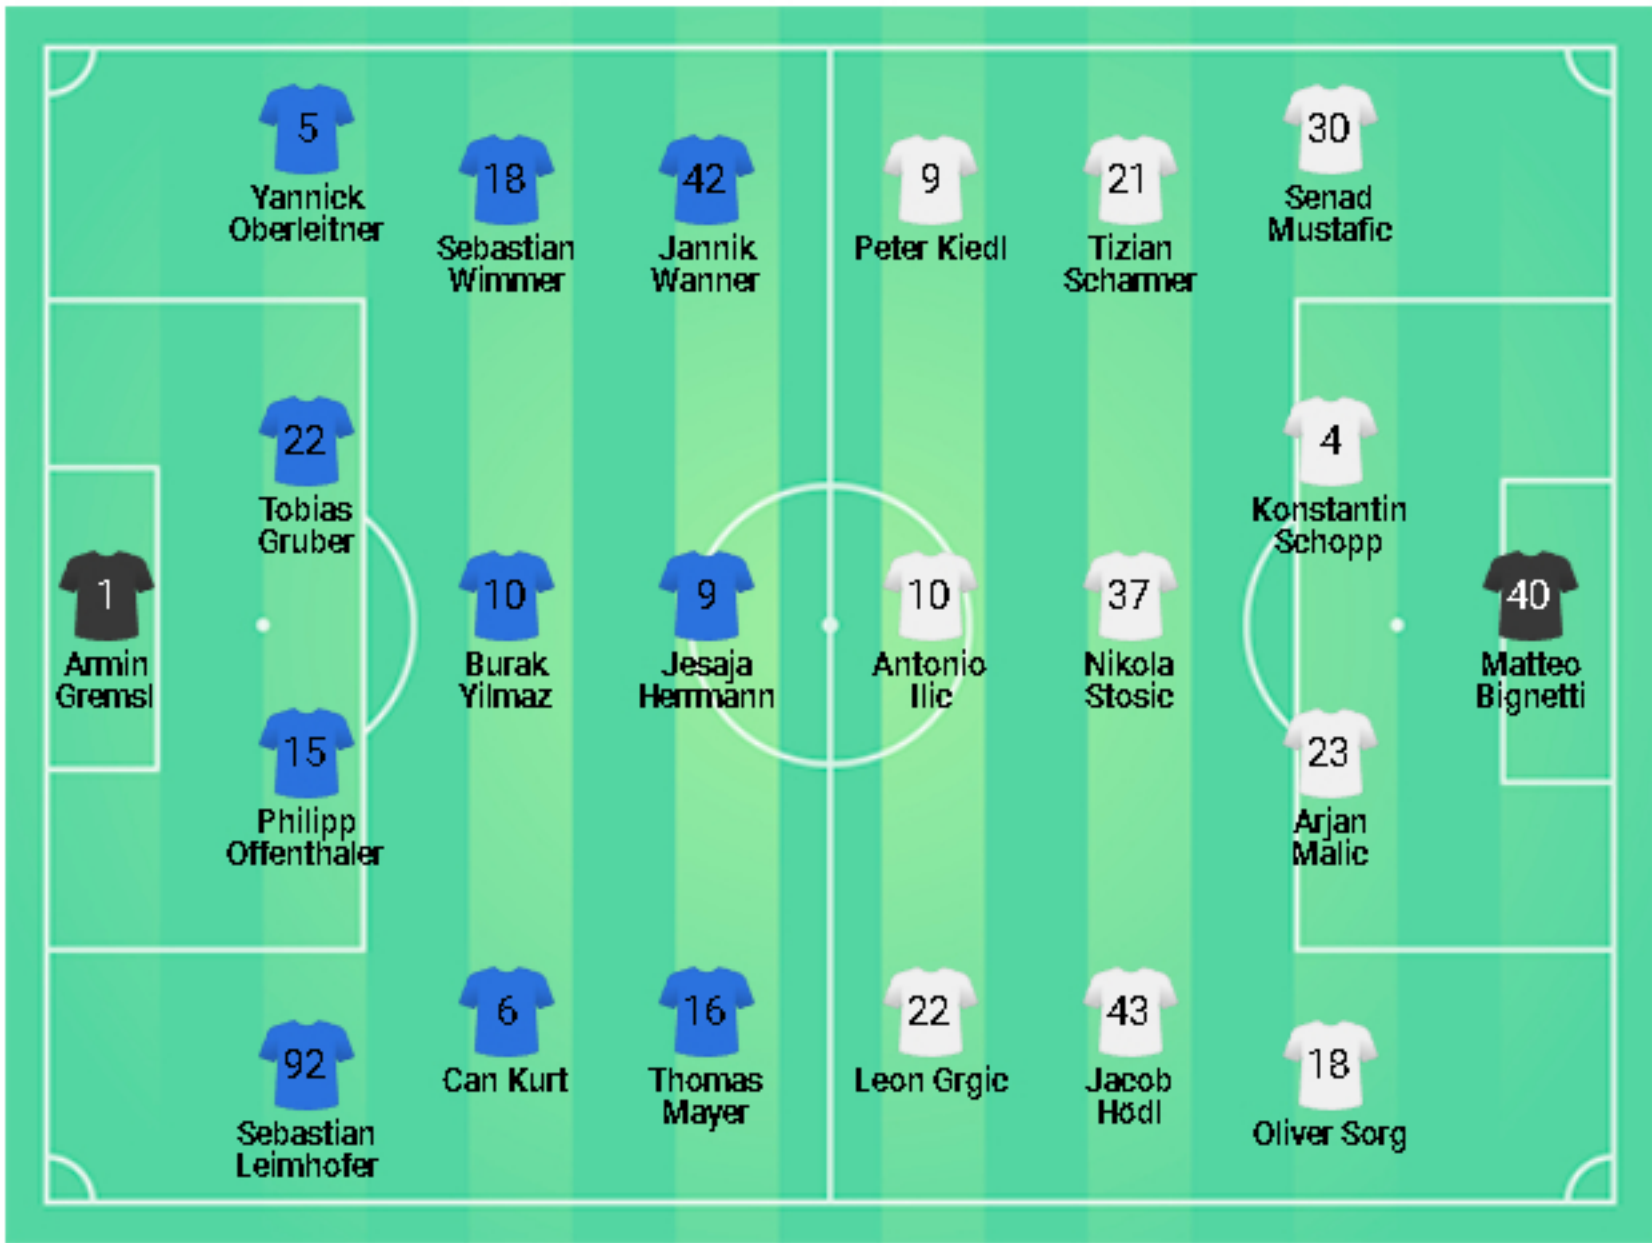 5
Yannick
Oberleitner
18
Sebastian
Wimmer
42
Jannik
Wanner
9
Peter Kiedl
21
Tizian
Scharmer
30
Senad
Mustafic
22
Tobias
Gruber
4
Konstantin
Schopp
1
Armin
Gremsl
10
Burak
Yilmaz
9
Jesaja
Herrmann
10
Antonio
Ilic
37
Nikola
Stosic
40
Matteo
Bignetti
15
Philipp
Offenthaler
23
Arjan
Malic
92
Sebastian
Leimhofer
6
Can Kurt
16
Thomas
Mayer
22
Leon Grgic
43
Jacob
Hödl
18
Oliver Sorg